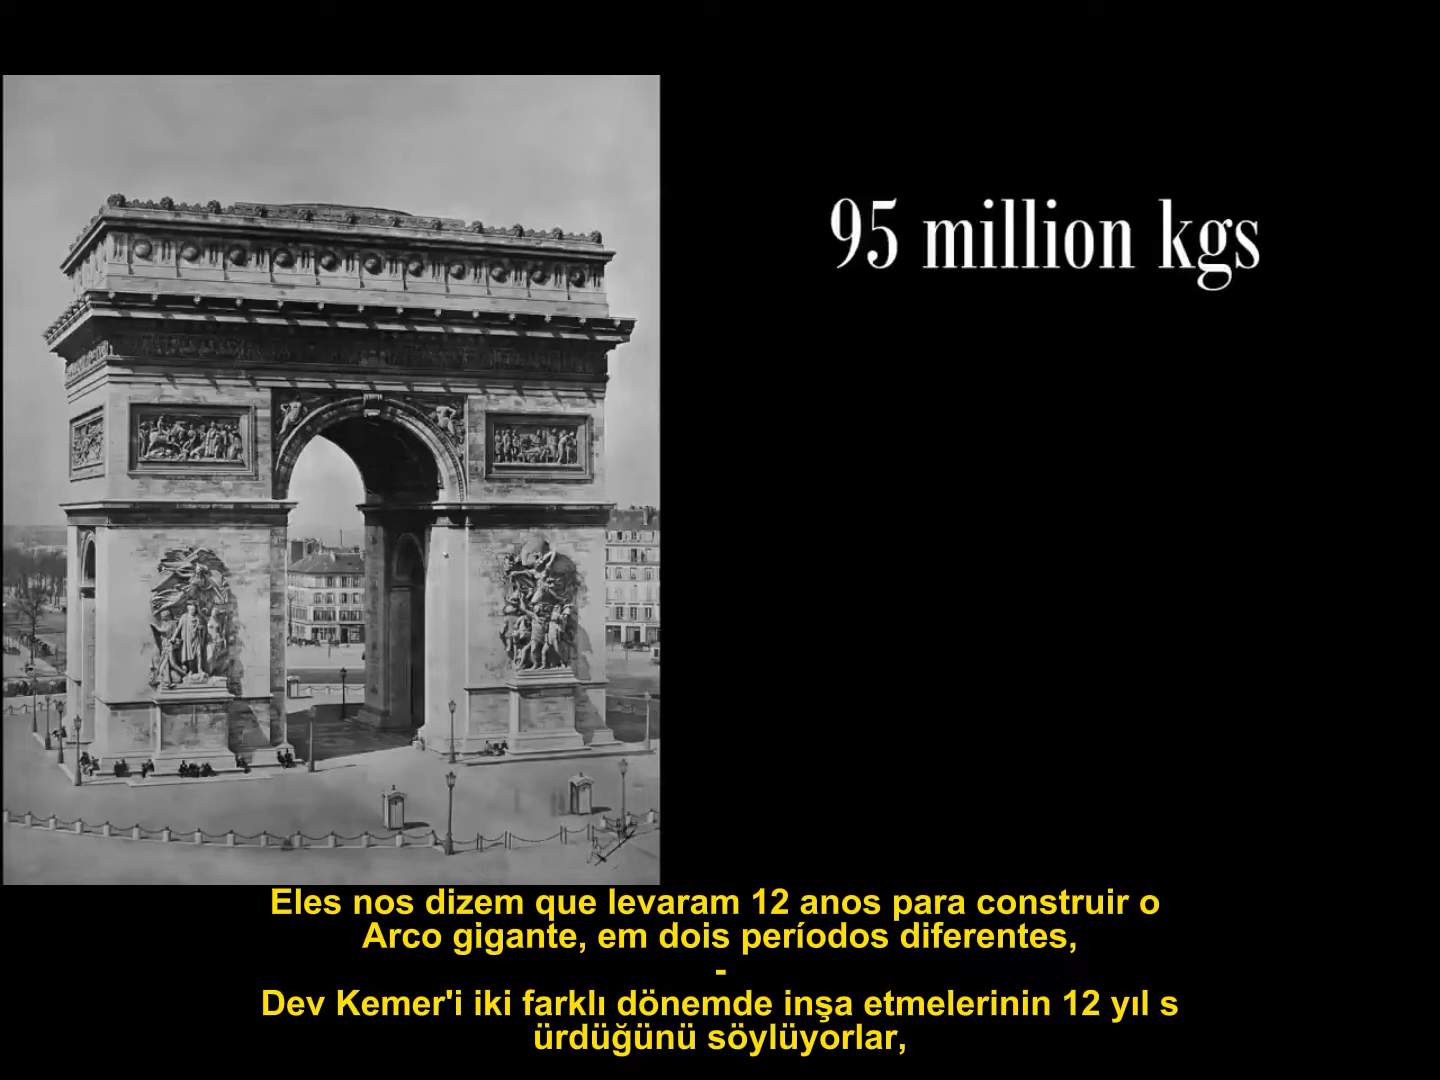 95 million kgs
Eles nos dizem que levaram 12 anos para construir o
Arco gigante, em dois períodos diferentes,
-
Dev Kemer'i iki farklı dönemde inşa etmelerinin 12 yıl s
ürdüğünü söylüyorlar,